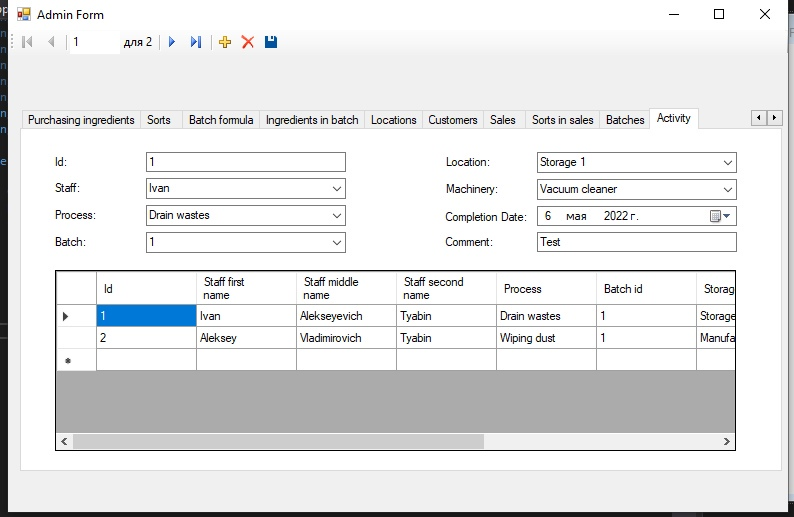 Admin Form
1 для 2
Purchasing ingredients Sorts Batch formula Ingredients in batch Locations Customers Sales Sorts in sales Batches Activity
Id: 1 Location: Storage 1
Staff: Ivan Machinery: Vacuum cleaner
Process: Drain wastes Completion Date: 6 мая 2022 г.
Batch: 1 Comment: Test
Id Staff first name Staff middle name Staff second name Process Batch id Storag
1 Ivan Alekseyevich Tyabin Drain wastes 1 Storage
2 Aleksey Vladimirovich Tyabin Wiping dust 1 Manufa